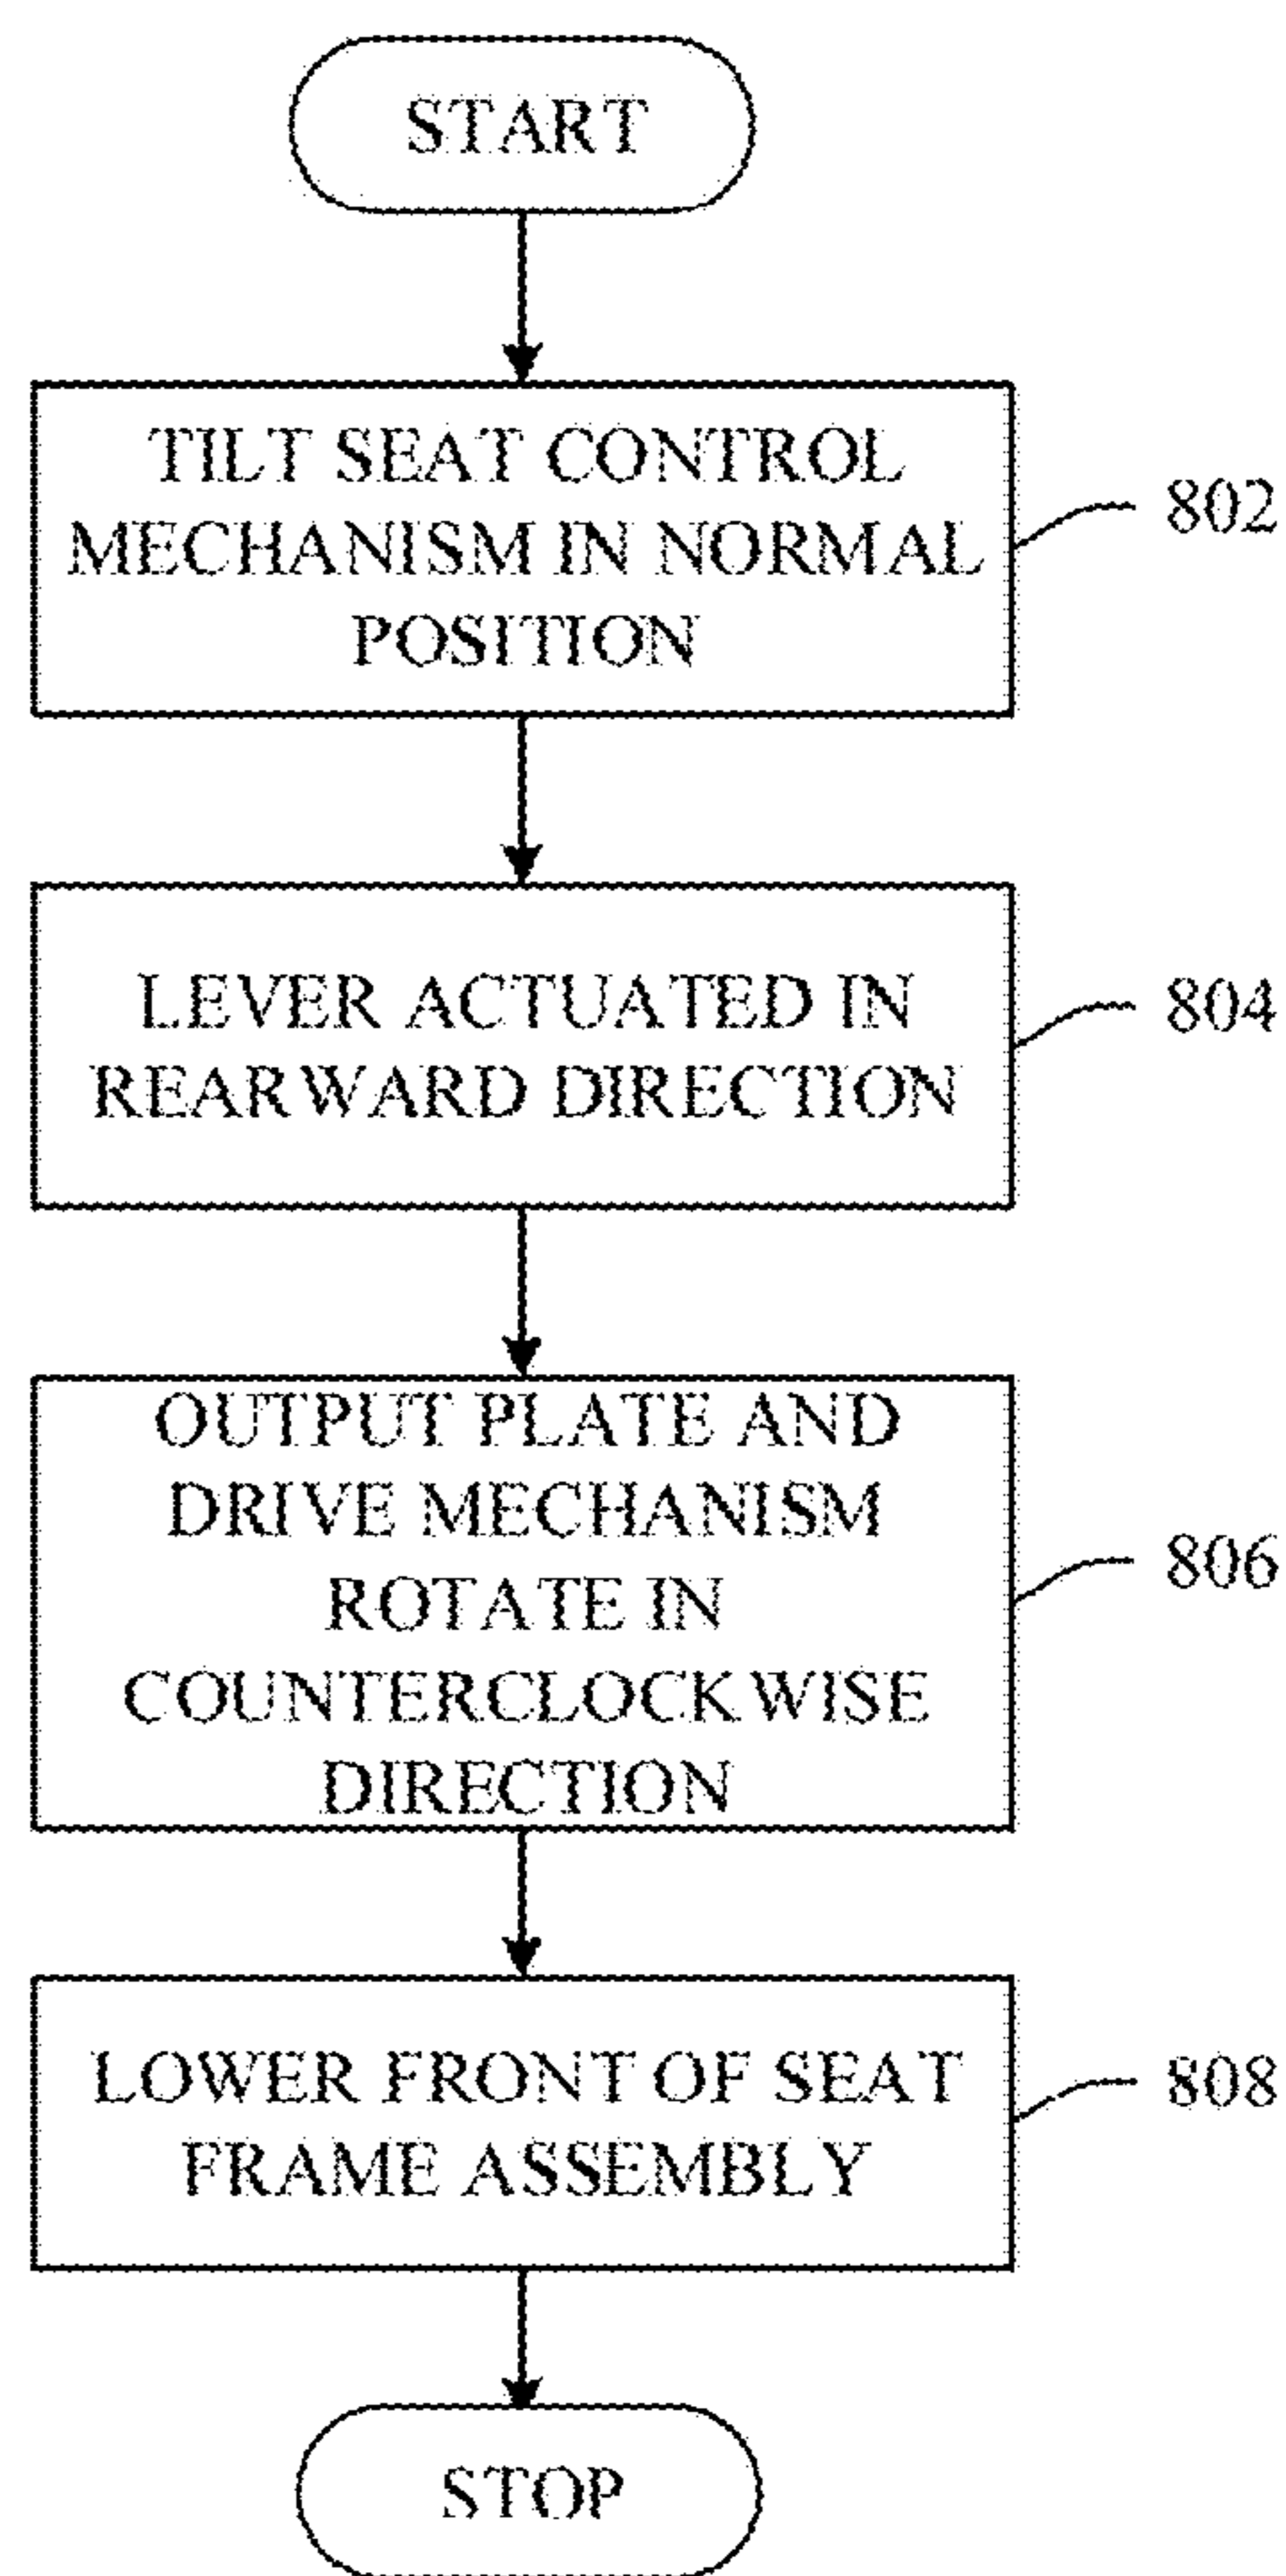 START
TILT SEAT CONTROL
MECHANISM IN NORMAL
POSITION
802
LEVER ACTUATED IN
REARWARD DIRECTION
804
OUTPUT PLATE AND
DRIVE MECHANISM
ROTATE IN
COUNTERCLOCKWISE
DIRECTION
806
LOWER FRONT OF SEAT
FRAME ASSEMBLY
808
STOP